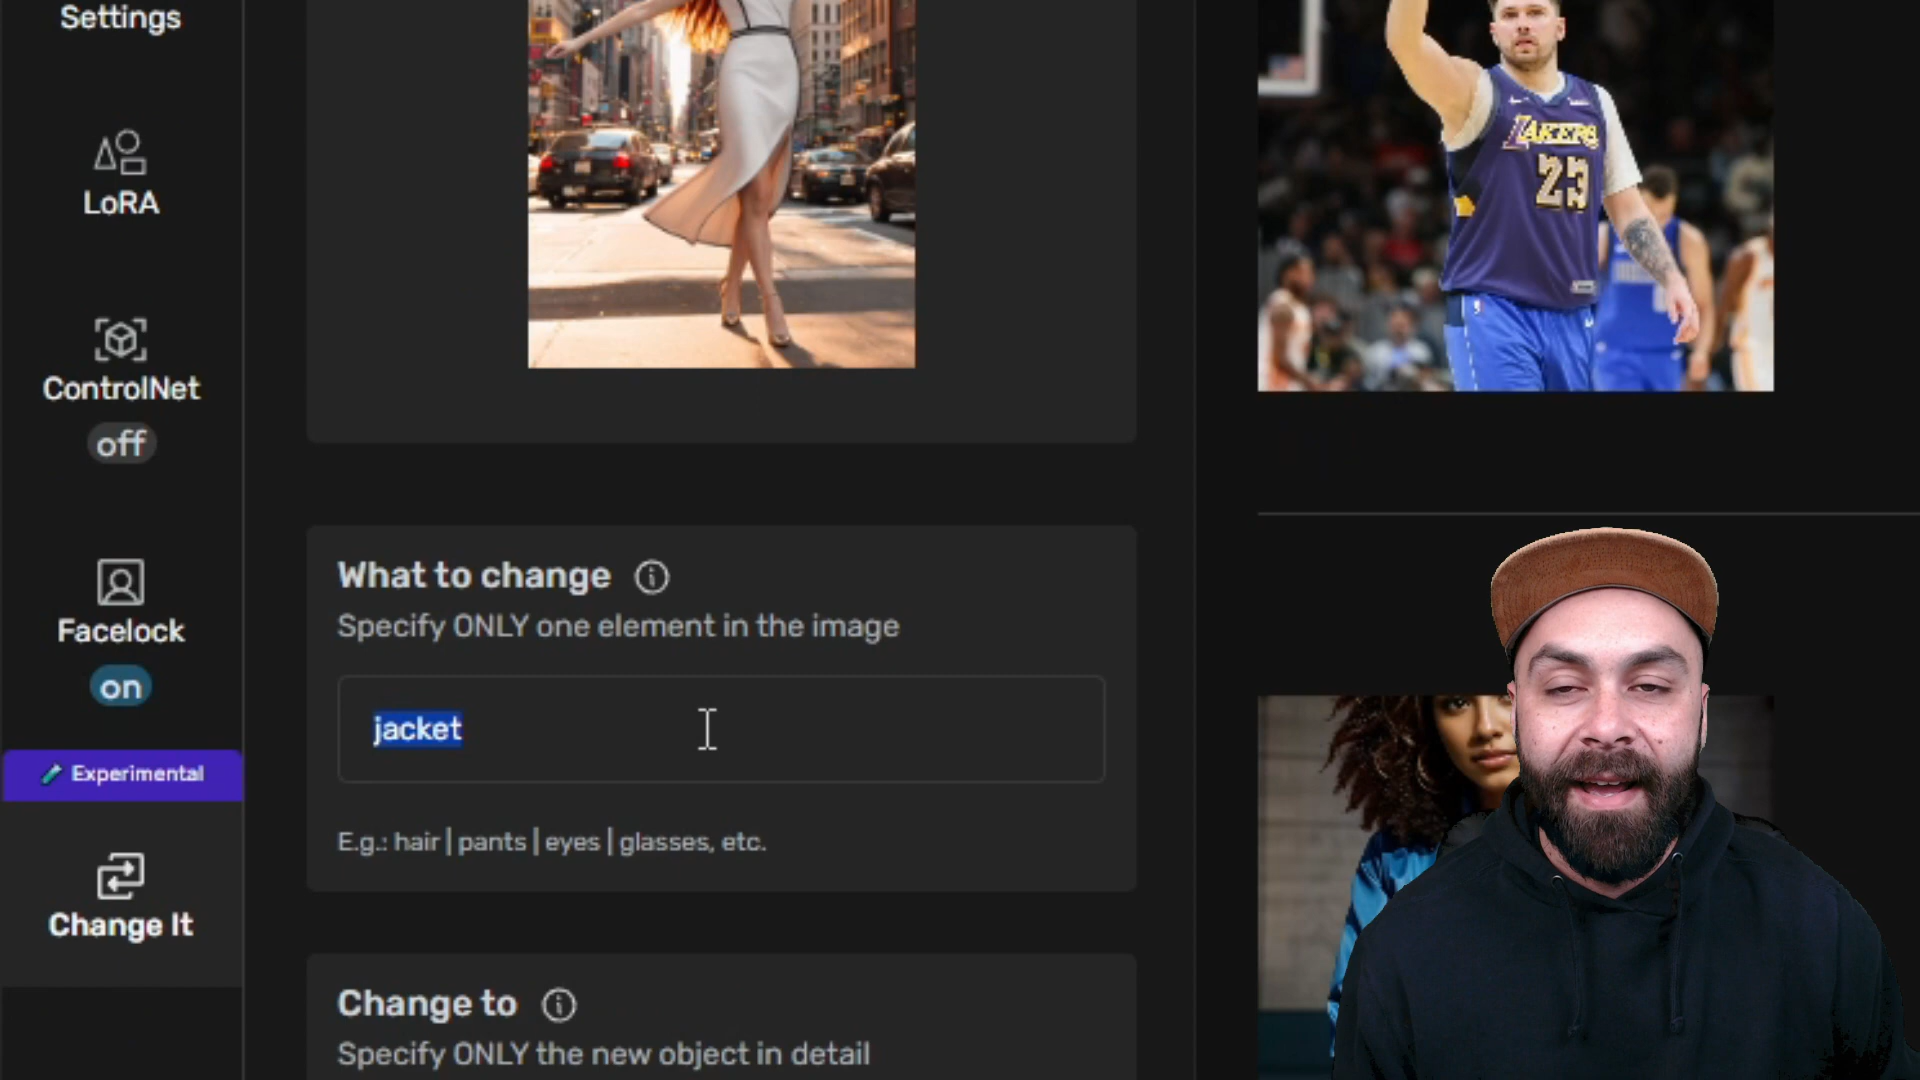 Settings
LoRA
ControlNet
off
Facelock
on
Experimental
Change It
What to change
Specify ONLY one element in the image
jacket
E.g.: hair | pants | eyes | glasses, etc.
Change to
Specify ONLY the new object in detail
LAKERS
23